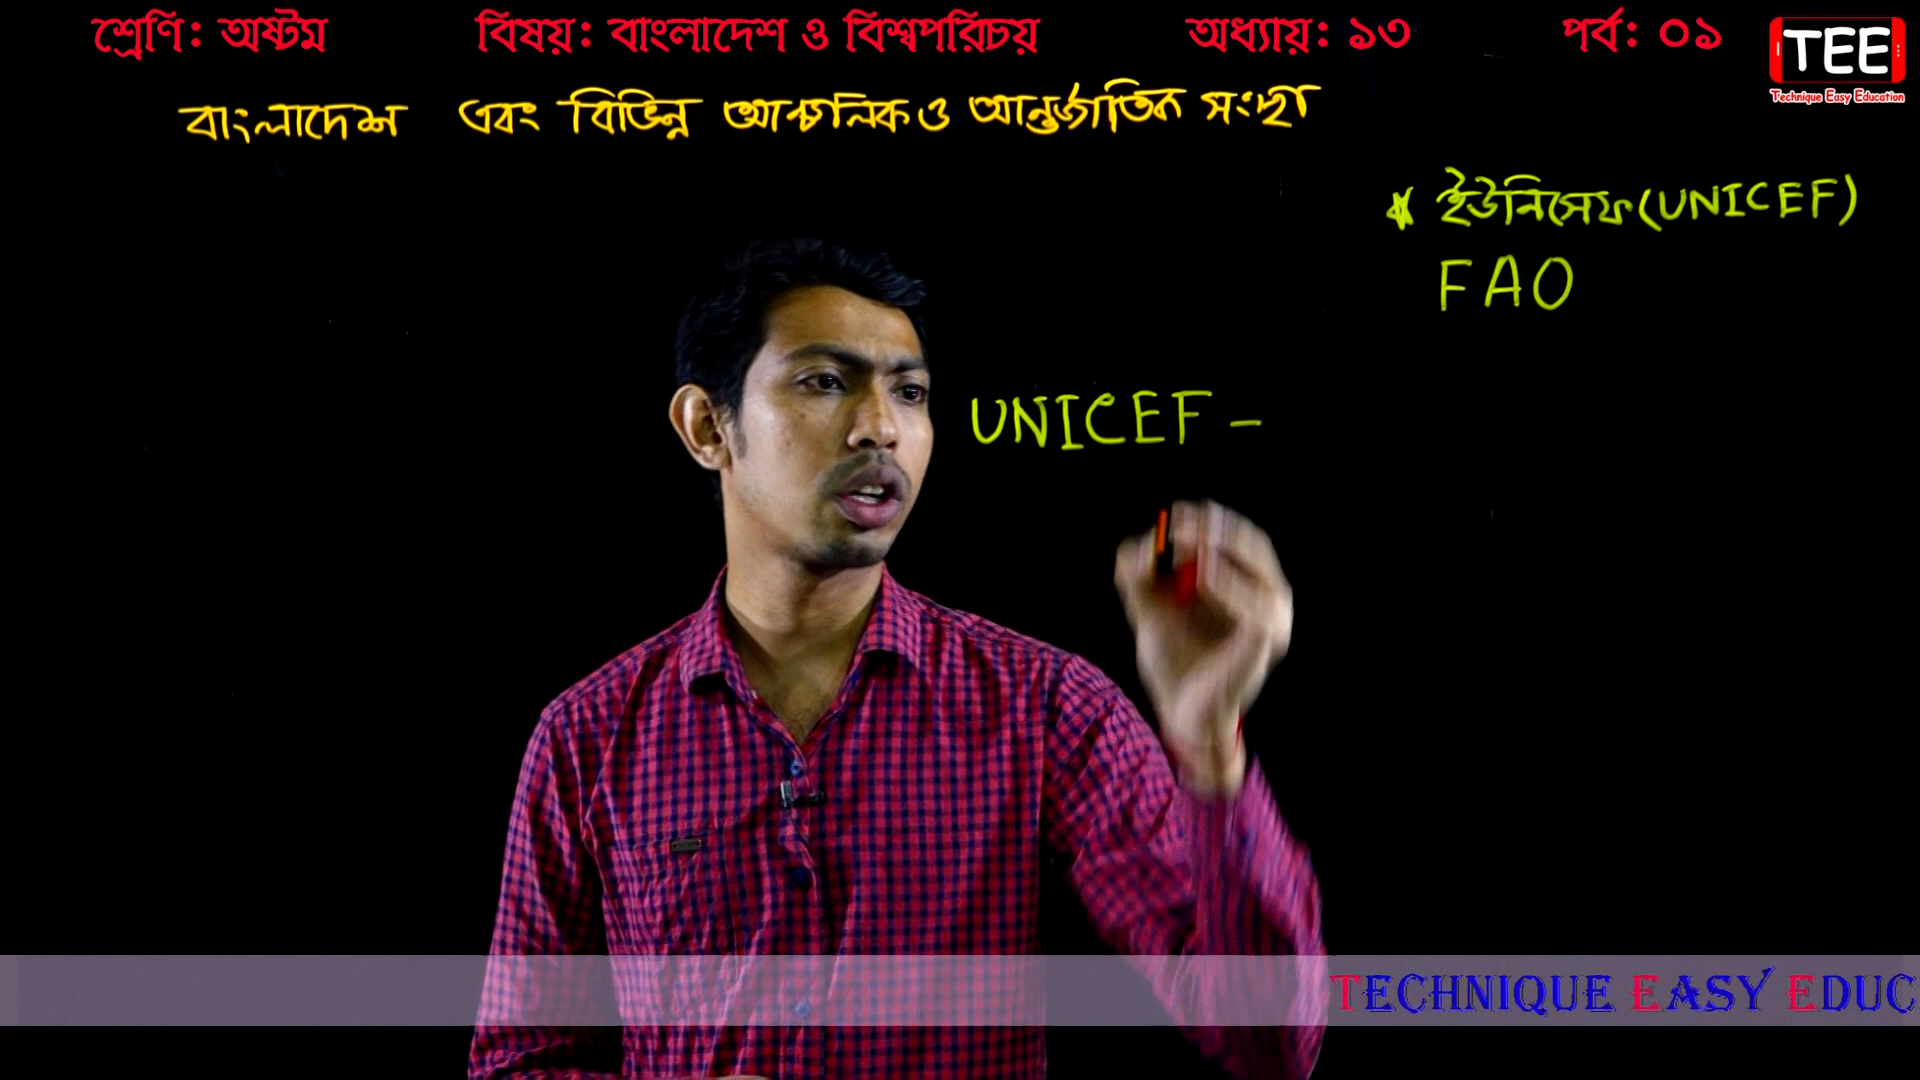 শ্রেণি: অষ্টম বিষয়: বাংলাদেশ ও বিশ্বপরিচয় অধ্যায়: ১৩ পর্ব: ০১
TEE
Technique Easy Education
বাংলাদেশ এবং বিভিন্ন আঞ্চলিক ও আন্তর্জাতিক সংস্থা
* ইউনিসেফ (UNICEF)
FAO
UNICEF -
TECHNIQUE EASY EDUC